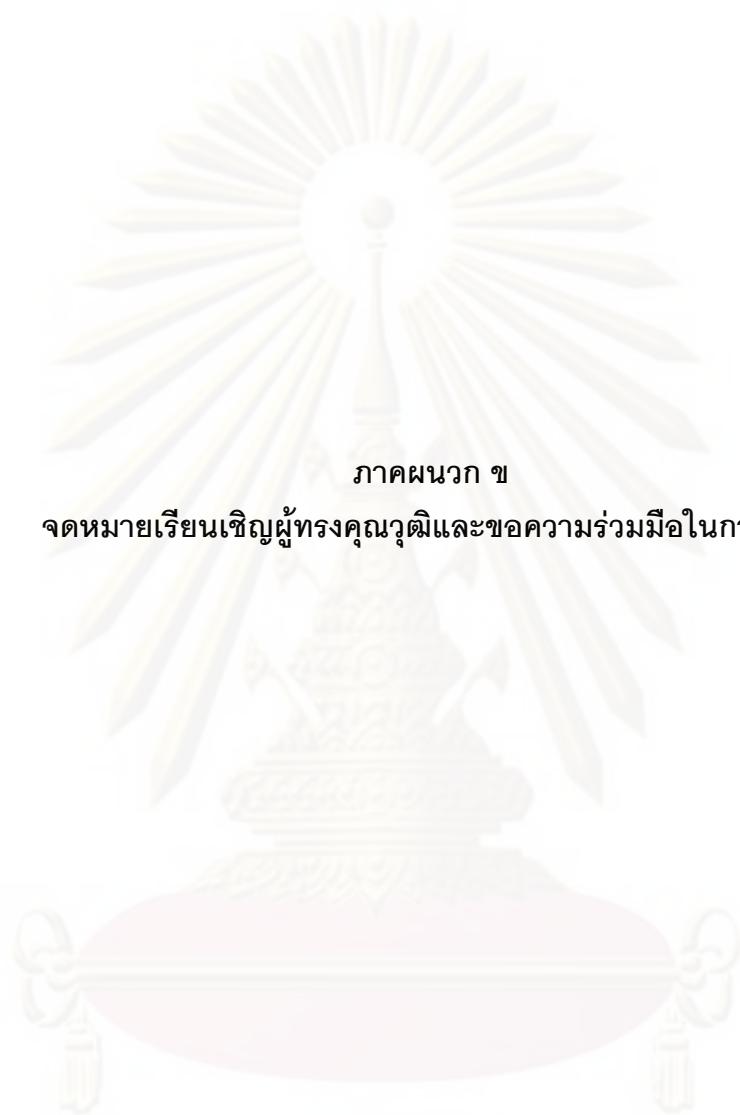 ภาคผนวก ข
จดหมายเรียนเชิญผู้ทรงคุณวุฒิและขอความร่วมมือในกา